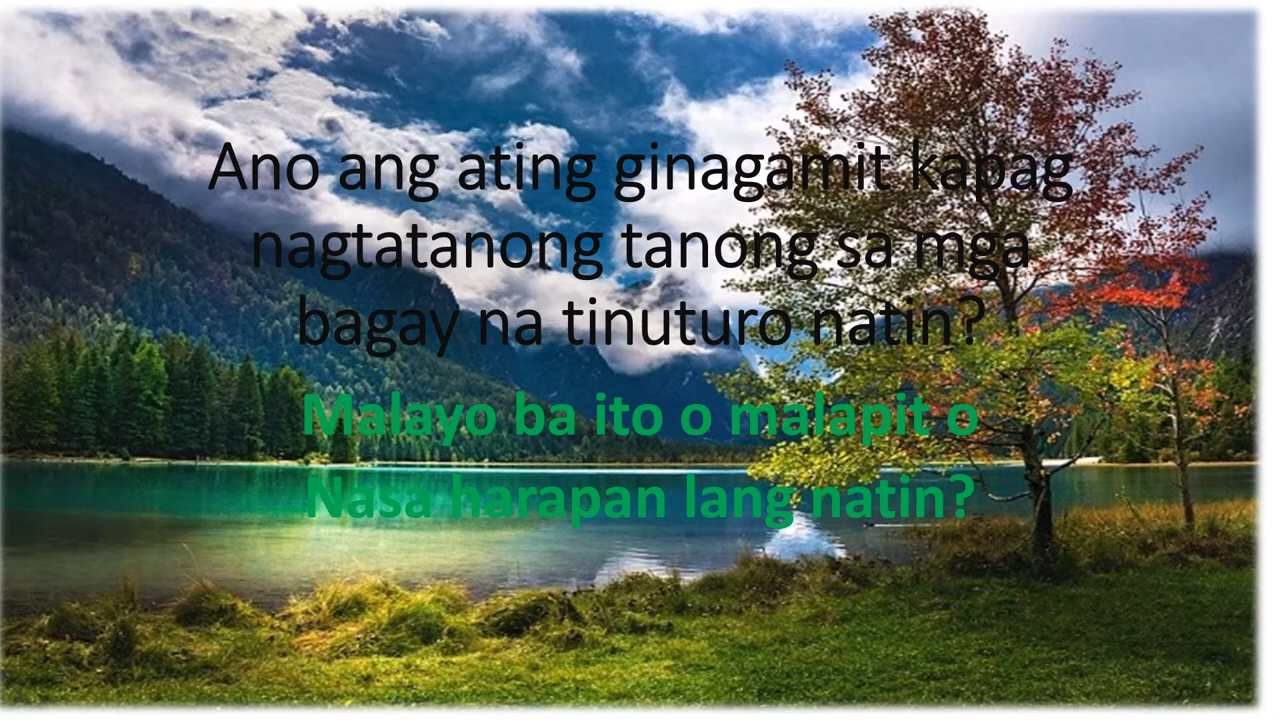 Ano ang ating ginagamit kapag
nagtatanong tanong sa mga
bagay na tinuturo natin?
Malayo ba ito o malapit o
Nasa harapan lang natin?